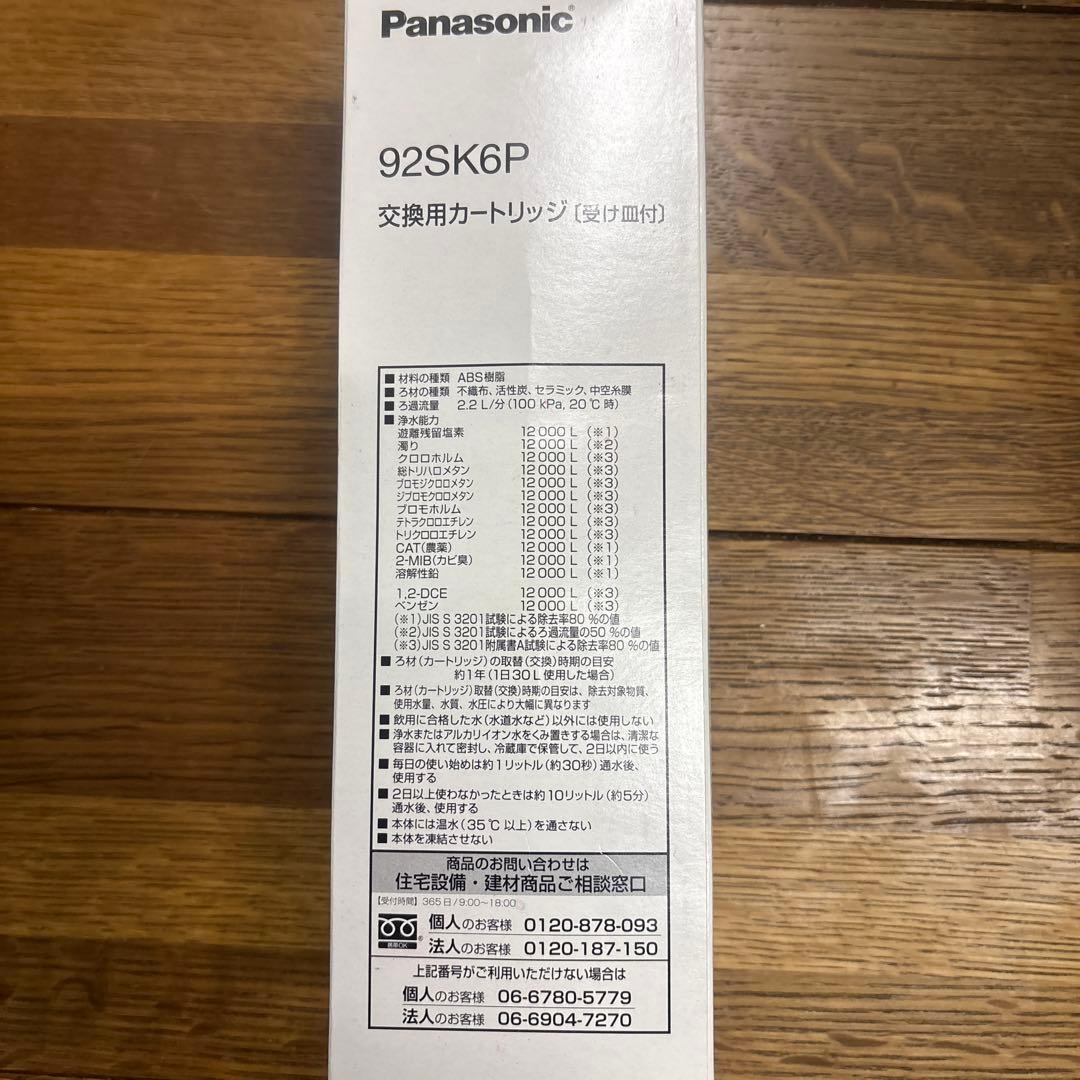 Panasonic
92SK6P
交換用カートリッジ〔受け皿付〕
■ 材料の種類 ABS樹脂
■ ろ材の種類 不織布、活性炭、セラミック、中空糸膜
■ ろ過流量 2.2 L/分(100 kPa, 20 ℃ 時)
■ 浄水能力
遊離残留塩素 12 000 L (※1)
濁り 12 000 L (※2)
クロロホルム 12 000 L (※3)
総トリハロメタン 12 000 L (※3)
ブロモジクロロメタン 12 000 L (※3)
ジブロモクロロメタン 12 000 L (※3)
ブロモホルム 12 000 L (※3)
テトラクロロエチレン 12 000 L (※3)
トリクロロエチレン 12 000 L (※3)
CAT(農薬) 12 000 L (※1)
2-MIB(カビ臭) 12 000 L (※1)
溶解性鉛 12 000 L (※1)
1,2-DCE 12 000 L (※3)
ベンゼン 12 000 L (※3)
(※1)JIS S 3201試験による除去率80 %の値
(※2)JIS S 3201試験によるろ過流量の50 %の値
(※3)JIS S 3201附属書A試験による除去率80 %の値
■ ろ材(カートリッジ)の取替(交換)時期の目安
約1年(1日30 L 使用した場合)
■ ろ材(カートリッジ)取替(交換)時期の目安は、除去対象物質、
使用水量、水質、水圧により大幅に異なります
■ 飲用に合格した水(水道水など)以外には使用しない
■ 浄水またはアルカリイオン水をくみ置きする場合は、清潔な
容器に入れて密封し、冷蔵庫で保管して、2日以内に使う
■ 毎日の使い始めは約1リットル(約30秒)通水後、
使用する
■ 2日以上使わなかったときは約10リットル(約5分)
通水後、使用する
■ 本体には温水(35 ℃ 以上)を通さない
■ 本体を凍結させない
商品のお問い合わせは
住宅設備・建材商品ご相談窓口
【受付時間】365日/9:00〜18:00
個人のお客様 0120-878-093
携帯OK
法人のお客様 0120-187-150
上記番号がご利用いただけない場合は
個人のお客様 06-6780-5779
法人のお客様 06-6904-7270